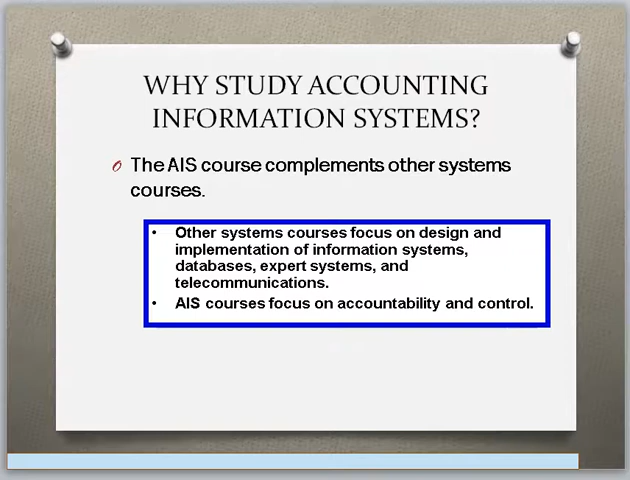 WHY STUDY ACCOUNTING
INFORMATION SYSTEMS?
The AIS course complements other systems
courses.
• Other systems courses focus on design and
implementation of information systems,
databases, expert systems, and
telecommunications.
• AIS courses focus on accountability and control.